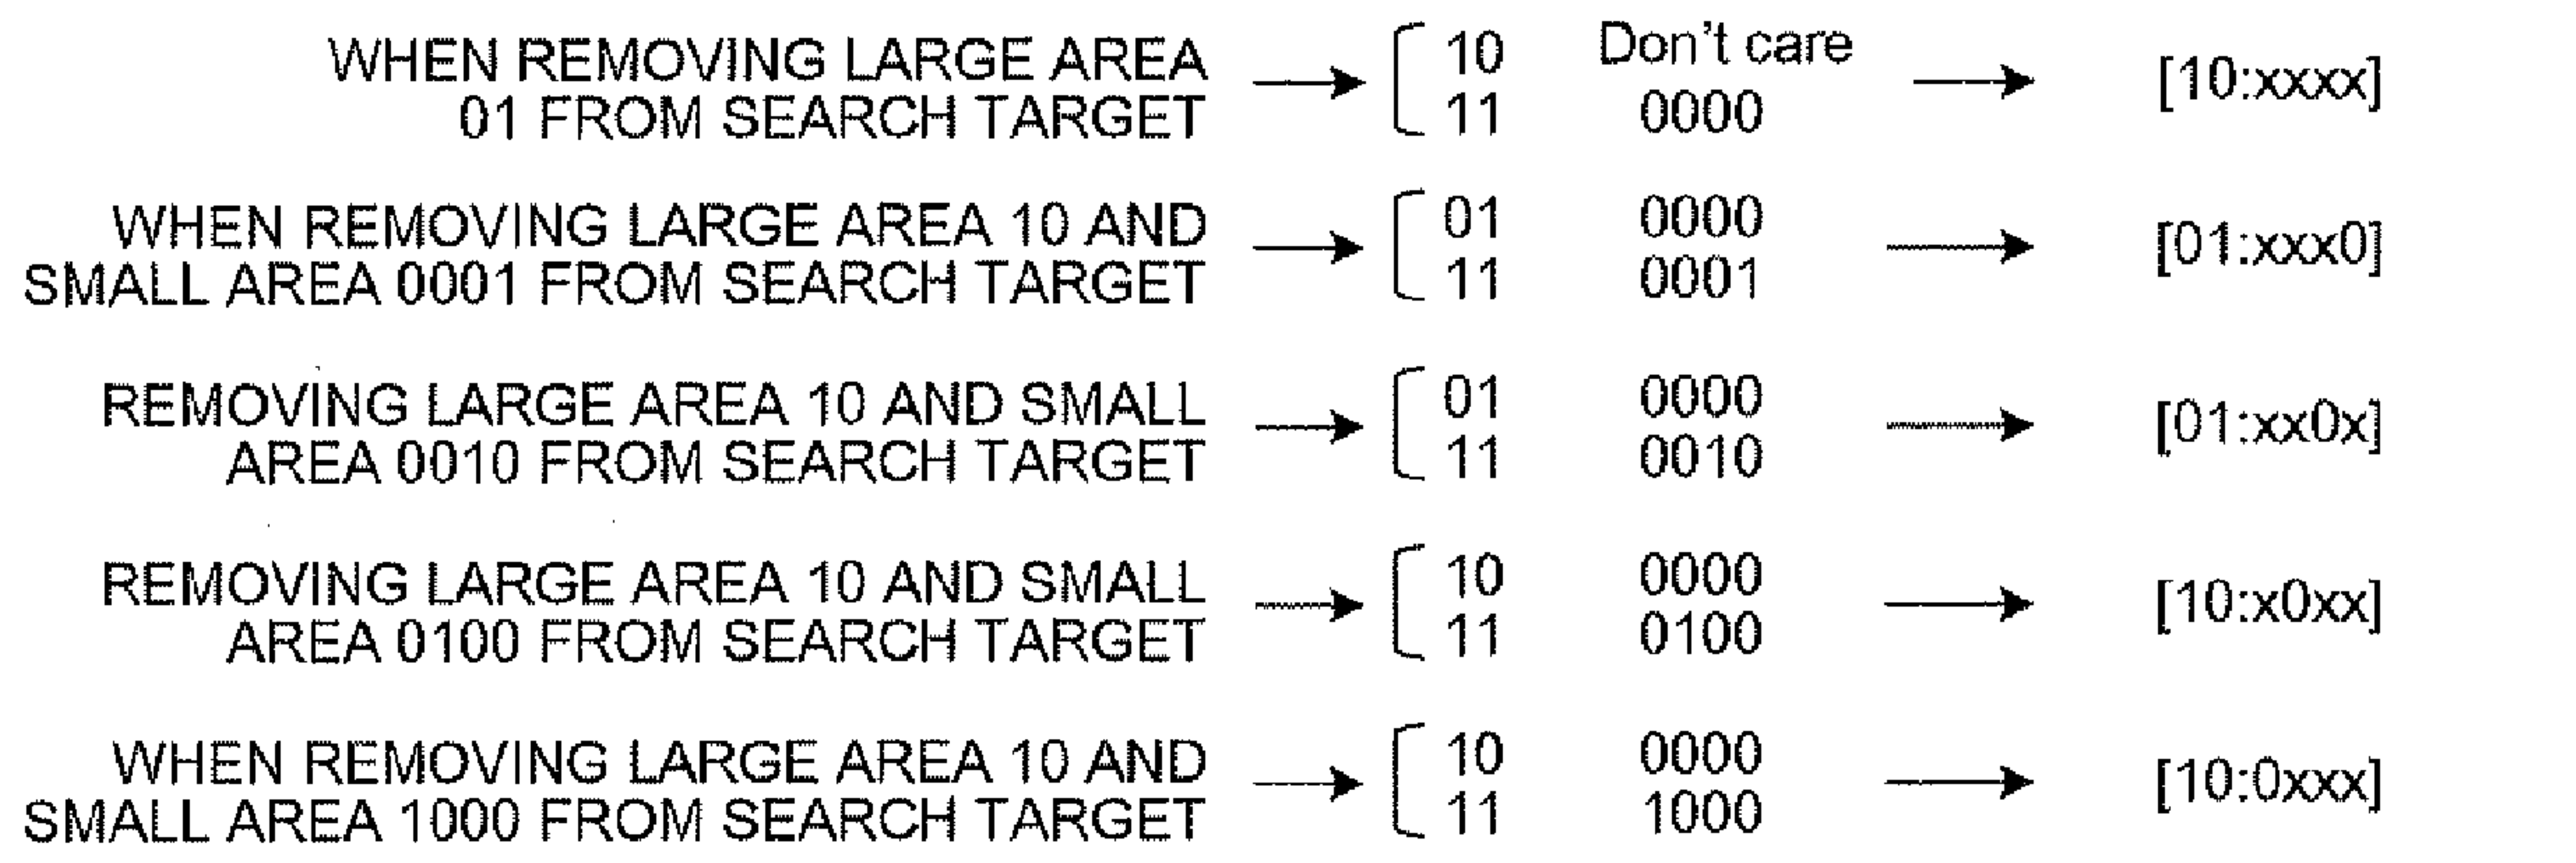 WHEN REMOVING LARGE AREA
01 FROM SEARCH TARGET
10 Don't care
11 0000
[10:xxxx]
WHEN REMOVING LARGE AREA 10 AND
SMALL AREA 0001 FROM SEARCH TARGET
01 0000
11 0001
[01:xxx0]
REMOVING LARGE AREA 10 AND SMALL
AREA 0010 FROM SEARCH TARGET
01 0000
11 0010
[01:xx0x]
REMOVING LARGE AREA 10 AND SMALL
AREA 0100 FROM SEARCH TARGET
10 0000
11 0100
[10:x0xx]
WHEN REMOVING LARGE AREA 10 AND
SMALL AREA 1000 FROM SEARCH TARGET
10 0000
11 1000
[10:0xxx]